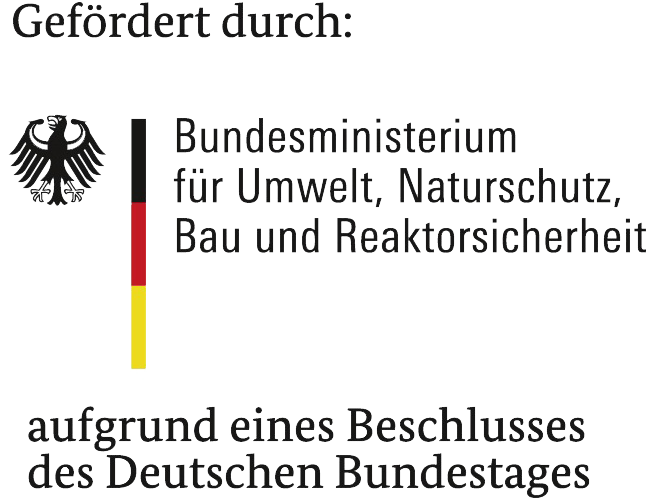 Gefördert durch:
Bundesministerium
für Umwelt, Naturschutz,
Bau und Reaktorsicherheit
aufgrund eines Beschlusses
des Deutschen Bundestages